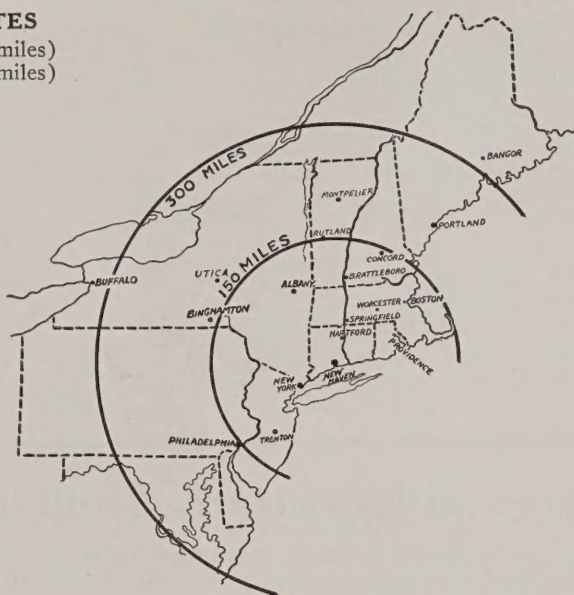 TES
miles)
miles)
300 MILES
BANGOR
MONTPELIER
PORTLAND
RUTLAND
150 MILES
CONCORD
UTICA
BUFFALO
BRATTLEBORO
ALBANY
WORCESTER
BOSTON
BINGHAMTON
SPRINGFIELD
HARTFORD
PROVIDENCE
NEW HAVEN
NEW YORK
TRENTON
PHILADELPHIA